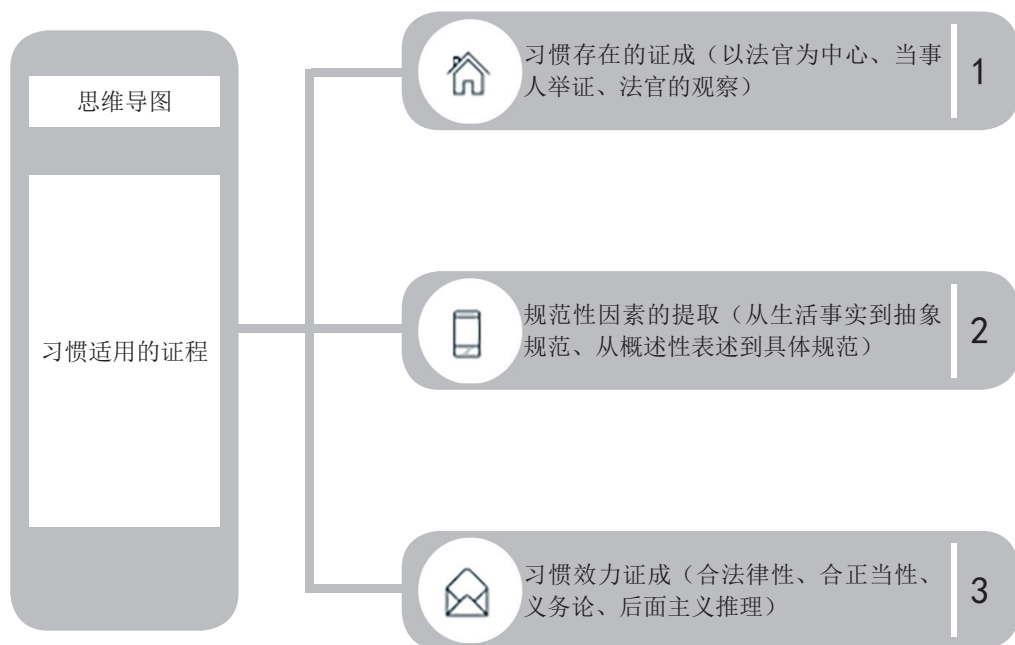 思维导图
习惯适用的证程
习惯存在的证成（以法官为中心、当事
人举证、法官的观察）
1
规范性因素的提取（从生活事实到抽象
规范、从概述性表述到具体规范）
2
习惯效力证成（合法律性、合正当性、
义务论、后面主义推理）
3